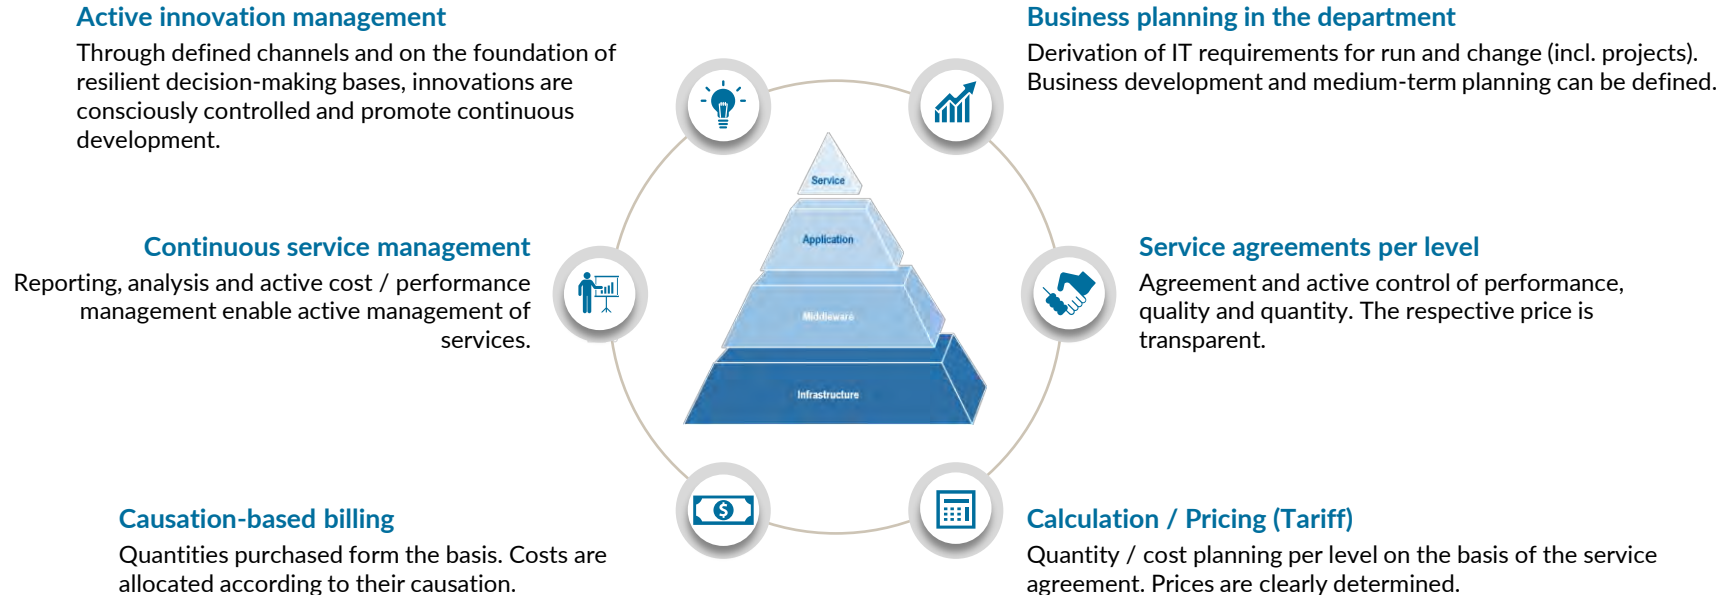 Active innovation management
Through defined channels and on the foundation of
resilient decision-making bases, innovations are
consciously controlled and promote continuous
development.
Business planning in the department
Derivation of IT requirements for run and change (incl. projects).
Business development and medium-term planning can be defined.
Continuous service management
Reporting, analysis and active cost / performance
management enable active management of
services.
Service
Application
Middleware
Infrastructure
Service agreements per level
Agreement and active control of performance,
quality and quantity. The respective price is
transparent.
Causation-based billing
Quantities purchased form the basis. Costs are
allocated according to their causation.
$
Calculation / Pricing (Tariff)
Quantity / cost planning per level on the basis of the service
agreement. Prices are clearly determined.